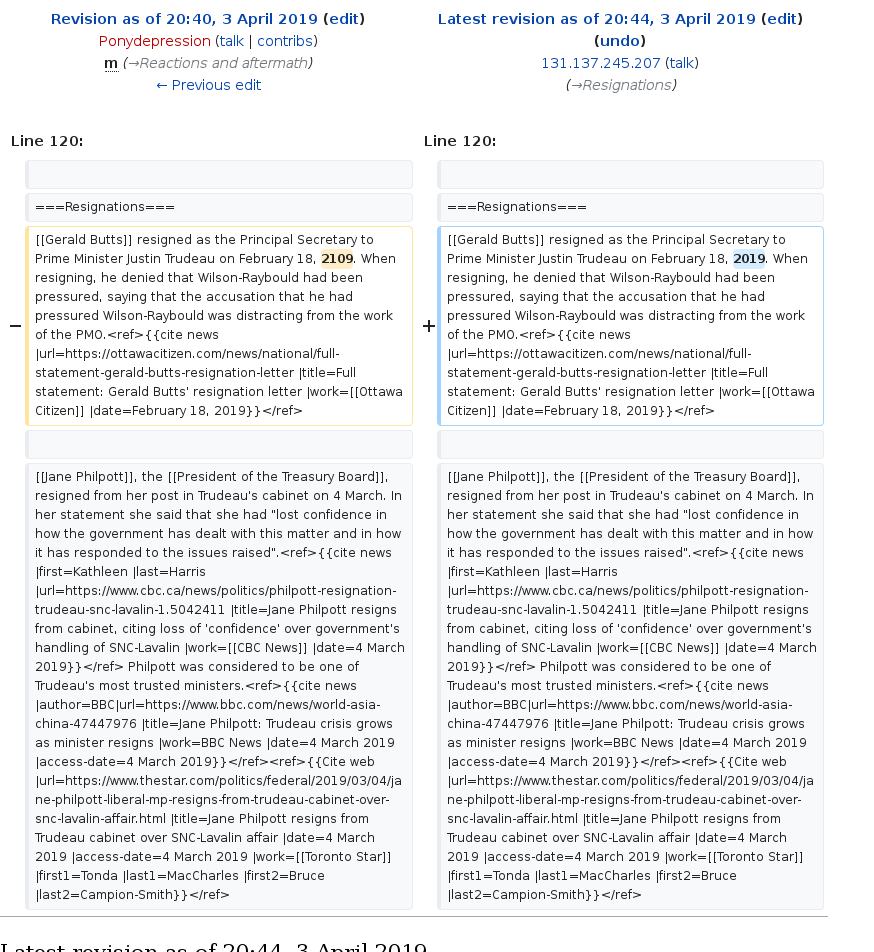 Revision as of 20:40, 3 April 2019 (edit)
Ponydepression (talk | contribs)
m (→Reactions and aftermath)
← Previous edit
Latest revision as of 20:44, 3 April 2019 (edit)
(undo)
131.137.245.207 (talk)
(→Resignations)
Line 120:
Line 120:
===Resignations===
===Resignations===
−
[[Gerald Butts]] resigned as the Principal Secretary to
Prime Minister Justin Trudeau on February 18, 2109. When
resigning, he denied that Wilson-Raybould had been
pressured, saying that the accusation that he had
pressured Wilson-Raybould was distracting from the work
of the PMO.<ref>{{cite news
|url=https://ottawacitizen.com/news/national/full-
statement-gerald-butts-resignation-letter |title=Full
statement: Gerald Butts' resignation letter |work=[[Ottawa
Citizen]] |date=February 18, 2019}}</ref>
+
[[Gerald Butts]] resigned as the Principal Secretary to
Prime Minister Justin Trudeau on February 18, 2019. When
resigning, he denied that Wilson-Raybould had been
pressured, saying that the accusation that he had
pressured Wilson-Raybould was distracting from the work
of the PMO.<ref>{{cite news
|url=https://ottawacitizen.com/news/national/full-
statement-gerald-butts-resignation-letter |title=Full
statement: Gerald Butts' resignation letter |work=[[Ottawa
Citizen]] |date=February 18, 2019}}</ref>
[[Jane Philpott]], the [[President of the Treasury Board]],
resigned from her post in Trudeau's cabinet on 4 March. In
her statement she said that she had "lost confidence in
how the government has dealt with this matter and in how
it has responded to the issues raised".<ref>{{cite news
|first=Kathleen |last=Harris
|url=https://www.cbc.ca/news/politics/philpott-resignation-
trudeau-snc-lavalin-1.5042411 |title=Jane Philpott resigns
from cabinet, citing loss of 'confidence' over government's
handling of SNC-Lavalin |work=[[CBC News]] |date=4 March
2019}}</ref> Philpott was considered to be one of
Trudeau's most trusted ministers.<ref>{{cite news
|author=BBC|url=https://www.bbc.com/news/world-asia-
china-47447976 |title=Jane Philpott: Trudeau crisis grows
as minister resigns |work=BBC News |date=4 March 2019
|access-date=4 March 2019}}</ref><ref>{{Cite web
|url=https://www.thestar.com/politics/federal/2019/03/04/ja
ne-philpott-liberal-mp-resigns-from-trudeau-cabinet-over-
snc-lavalin-affair.html |title=Jane Philpott resigns from
Trudeau cabinet over SNC-Lavalin affair |date=4 March
2019 |access-date=4 March 2019 |work=[[Toronto Star]]
|first1=Tonda |last1=MacCharles |first2=Bruce
|last2=Campion-Smith}}</ref>
[[Jane Philpott]], the [[President of the Treasury Board]],
resigned from her post in Trudeau's cabinet on 4 March. In
her statement she said that she had "lost confidence in
how the government has dealt with this matter and in how
it has responded to the issues raised".<ref>{{cite news
|first=Kathleen |last=Harris
|url=https://www.cbc.ca/news/politics/philpott-resignation-
trudeau-snc-lavalin-1.5042411 |title=Jane Philpott resigns
from cabinet, citing loss of 'confidence' over government's
handling of SNC-Lavalin |work=[[CBC News]] |date=4 March
2019}}</ref> Philpott was considered to be one of
Trudeau's most trusted ministers.<ref>{{cite news
|author=BBC|url=https://www.bbc.com/news/world-asia-
china-47447976 |title=Jane Philpott: Trudeau crisis grows
as minister resigns |work=BBC News |date=4 March 2019
|access-date=4 March 2019}}</ref><ref>{{Cite web
|url=https://www.thestar.com/politics/federal/2019/03/04/ja
ne-philpott-liberal-mp-resigns-from-trudeau-cabinet-over-
snc-lavalin-affair.html |title=Jane Philpott resigns from
Trudeau cabinet over SNC-Lavalin affair |date=4 March
2019 |access-date=4 March 2019 |work=[[Toronto Star]]
|first1=Tonda |last1=MacCharles |first2=Bruce
|last2=Campion-Smith}}</ref>
Latest revision as of 20:44, 3 April 2019